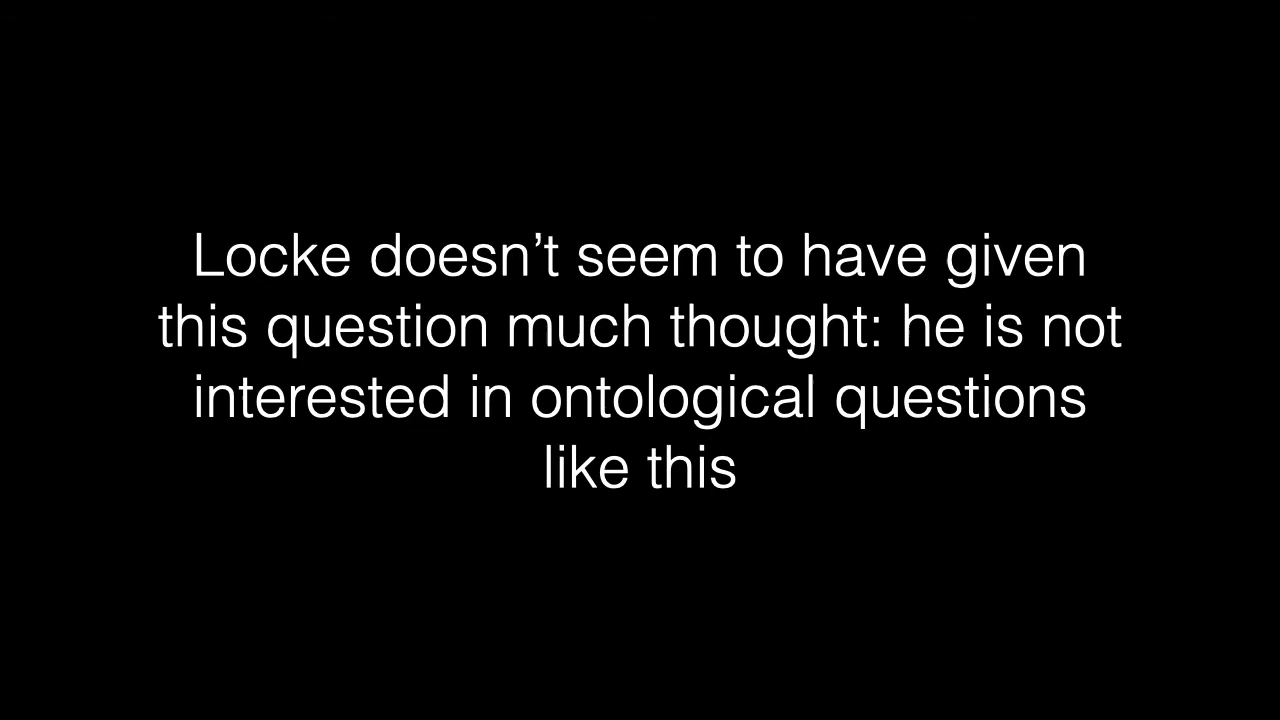 Locke doesn’t seem to have given
this question much thought: he is not
interested in ontological questions
like this